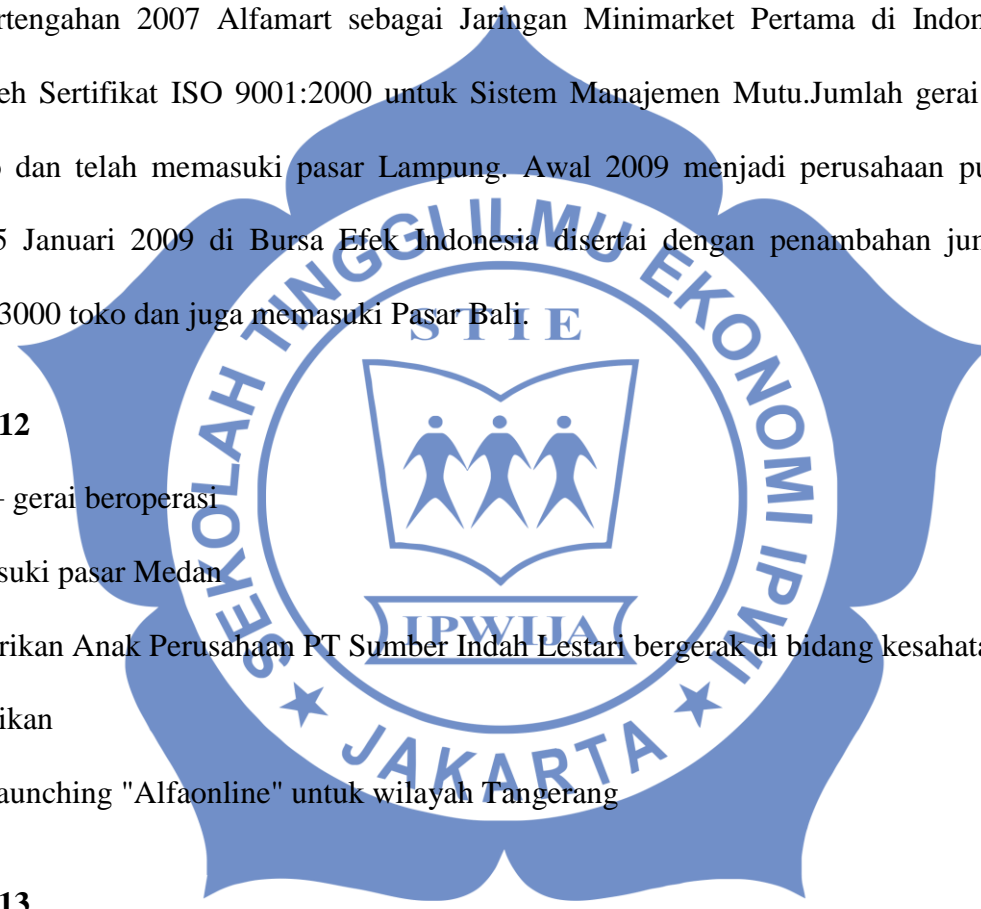 rtengahan 2007 Alfamart sebagai Jaringan Minimarket Pertama di Indon
eh Sertifikat ISO 9001:2000 untuk Sistem Manajemen Mutu.Jumlah gerai
o dan telah memasuki pasar Lampung. Awal 2009 menjadi perusahaan pu
5 Januari 2009 di Bursa Efek Indonesia disertai dengan penambahan jum
3000 toko dan juga memasuki Pasar Bali.
SEKOLAH TINGGI ILMU EKONOMI IPWI
STIE
12
– gerai beroperasi
suki pasar Medan
IPWIJA
rikan Anak Perusahaan PT Sumber Indah Lestari bergerak di bidang kesahata
ikan
JAKARTA
aunching "Alfaonline" untuk wilayah Tangerang
13